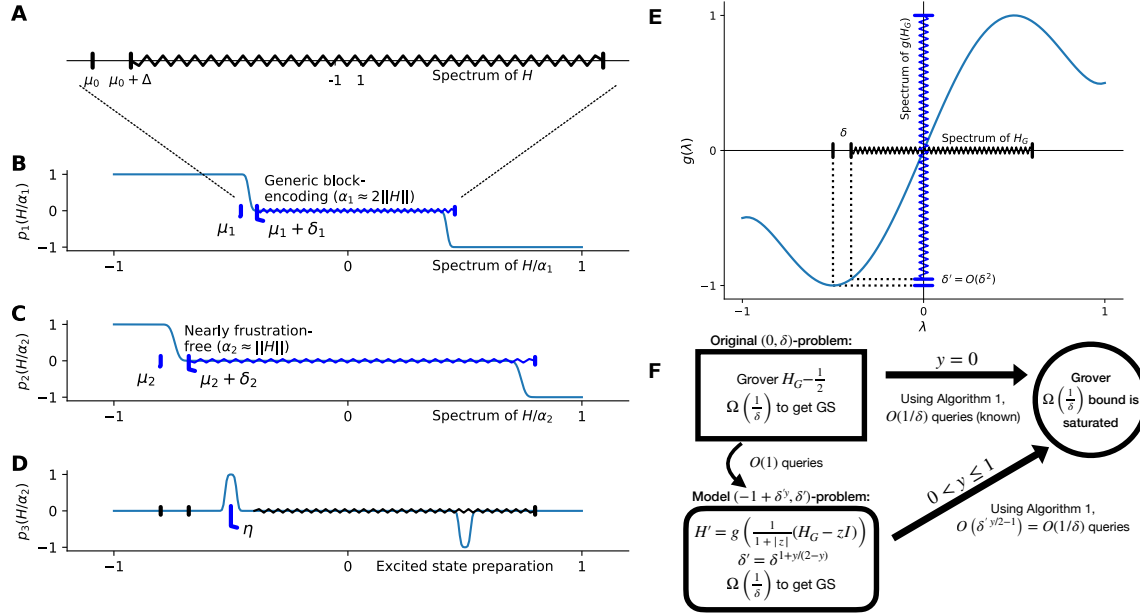 A
μ₀
μ₀ + Δ
-1
1
Spectrum of H
B
p₁(H/α₁)
1
0
−1
Generic block-
encoding (α₁ ≈ 2||H||)
μ₁
μ₁ + δ₁
-1
0
1
Spectrum of H/α₁
C
p₂(H/α₂)
1
0
−1
Nearly frustration-
free (α₂ ≈ ||H||)
μ₂
μ₂ + δ₂
-1
0
1
Spectrum of H/α₂
D
p₃(H/α₂)
1
0
−1
η
-1
0
1
Excited state preparation
E
g(λ)
1
0
−1
Spectrum of g(H_G)
δ
Spectrum of H_G
δ′ = O(δ²)
−1
0
1
λ
F
Original (0, δ)-problem:
Grover H_G − 1/2
Ω (1/δ) to get GS
y = 0
Using Algorithm 1,
O(1/δ) queries (known)
Grover
Ω (1/δ) bound is
saturated
O(1) queries
0 < y ≤ 1
Model (−1 + δ′^y, δ′)-problem:
H′ = g (1/(1 + |z|) (H_G − zI))
δ′ = δ^(1+y/(2−y))
Ω (1/δ) to get GS
Using Algorithm 1,
O (δ′^(y/2−1)) = O(1/δ) queries